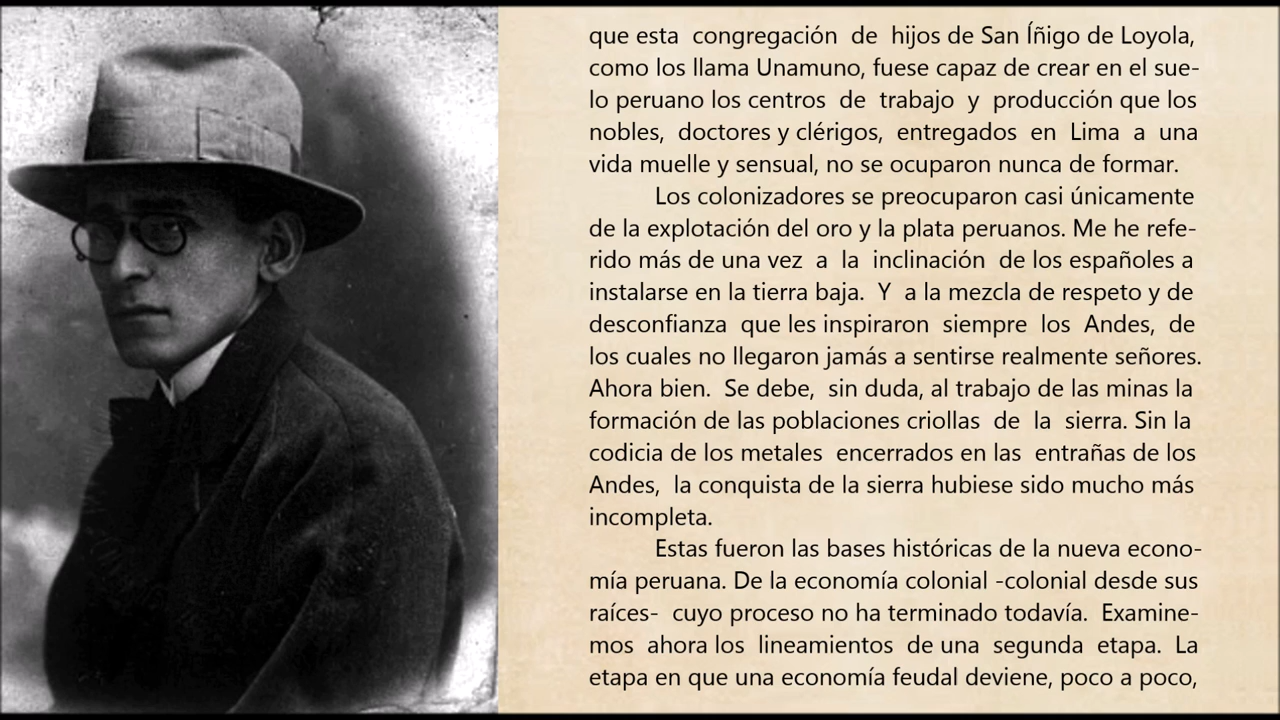 que esta congregación de hijos de San Íñigo de Loyola,
como los llama Unamuno, fuese capaz de crear en el sue-
lo peruano los centros de trabajo y producción que los
nobles, doctores y clérigos, entregados en Lima a una
vida muelle y sensual, no se ocuparon nunca de formar.
Los colonizadores se preocuparon casi únicamente
de la explotación del oro y la plata peruanos. Me he refe-
rido más de una vez a la inclinación de los españoles a
instalarse en la tierra baja. Y a la mezcla de respeto y de
desconfianza que les inspiraron siempre los Andes, de
los cuales no llegaron jamás a sentirse realmente señores.
Ahora bien. Se debe, sin duda, al trabajo de las minas la
formación de las poblaciones criollas de la sierra. Sin la
codicia de los metales encerrados en las entrañas de los
Andes, la conquista de la sierra hubiese sido mucho más
incompleta.
Estas fueron las bases históricas de la nueva econo-
mía peruana. De la economía colonial -colonial desde sus
raíces- cuyo proceso no ha terminado todavía. Examine-
mos ahora los lineamientos de una segunda etapa. La
etapa en que una economía feudal deviene, poco a poco,